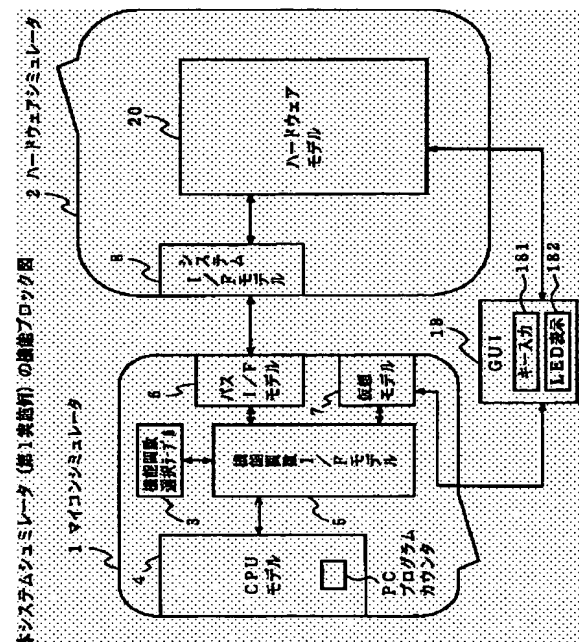 ドシステムシュミレータ (第1実施例) の機能ブロック図
1 マイコンシミュレータ
2 ハードウェアシミュレータ
4
CPU
モデル
PC
プログラム
カウンタ
3
機能関数
選択テーブル
5
機能関数I/Fモデル
6
バス
I/F
モデル
7
仮想
モデル
8
システム
I/Fモデル
20
ハードウェア
モデル
18
GUI
キー入力
181
LED表示
182